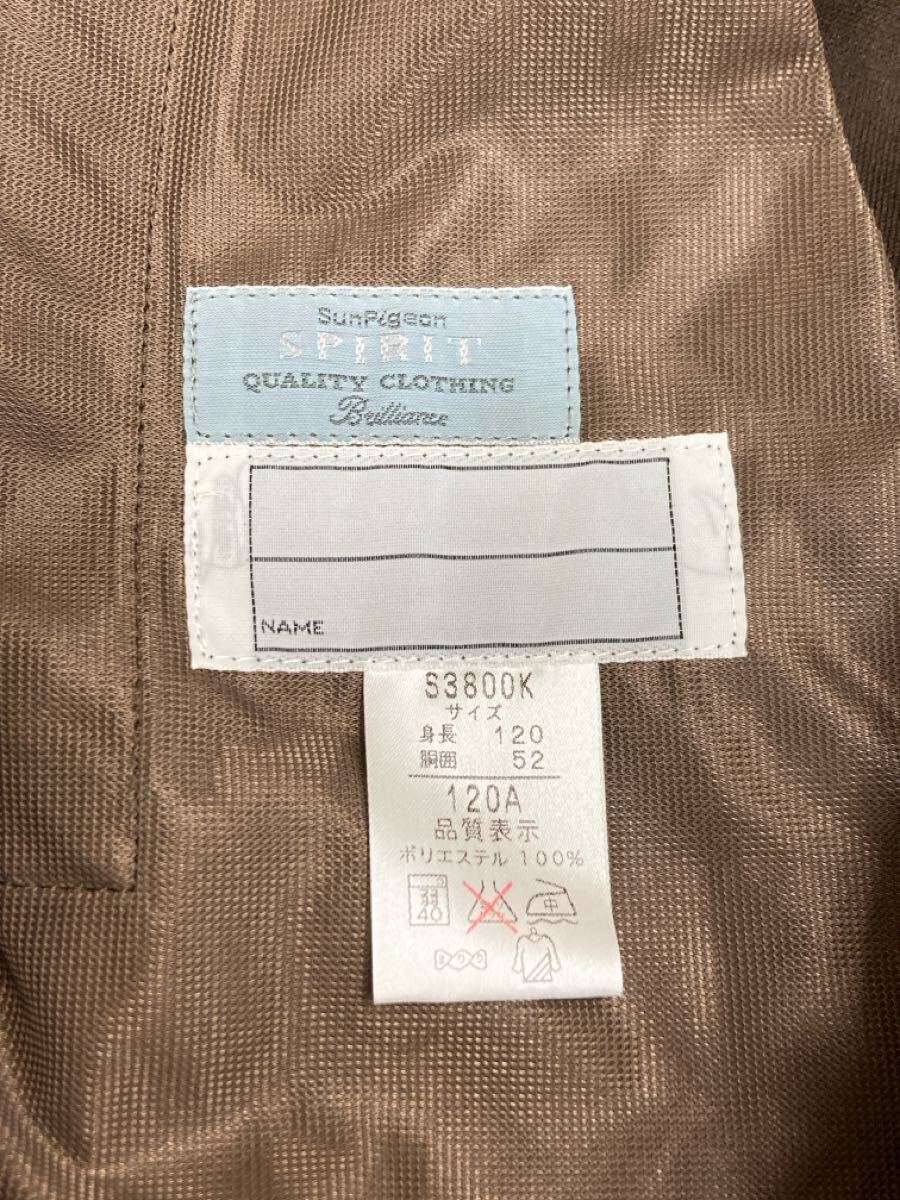 SunPigeon
SPIRIT
QUALITY CLOTHING
Brilliance
NAME
S3800K
サイズ
身長 120
胴囲 52
120A
品質表示
ポリエステル 100%
40
中